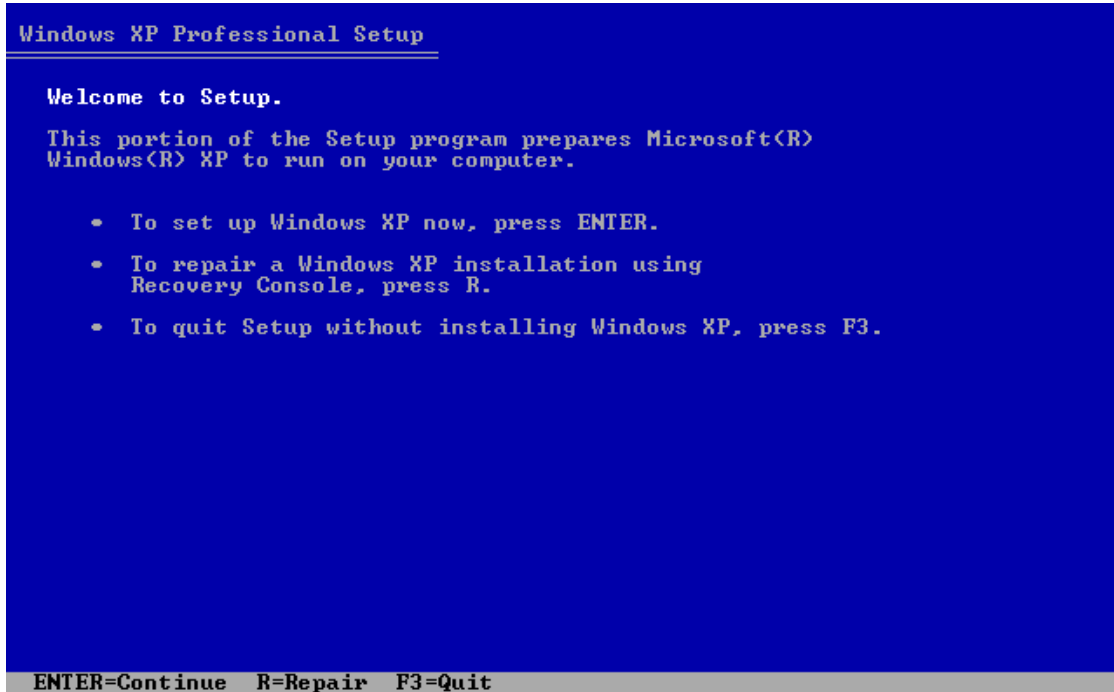 Windows XP Professional Setup
Welcome to Setup.
This portion of the Setup program prepares Microsoft(R)
Windows(R) XP to run on your computer.
• To set up Windows XP now, press ENTER.
• To repair a Windows XP installation using
Recovery Console, press R.
• To quit Setup without installing Windows XP, press F3.
ENTER=Continue R=Repair F3=Quit